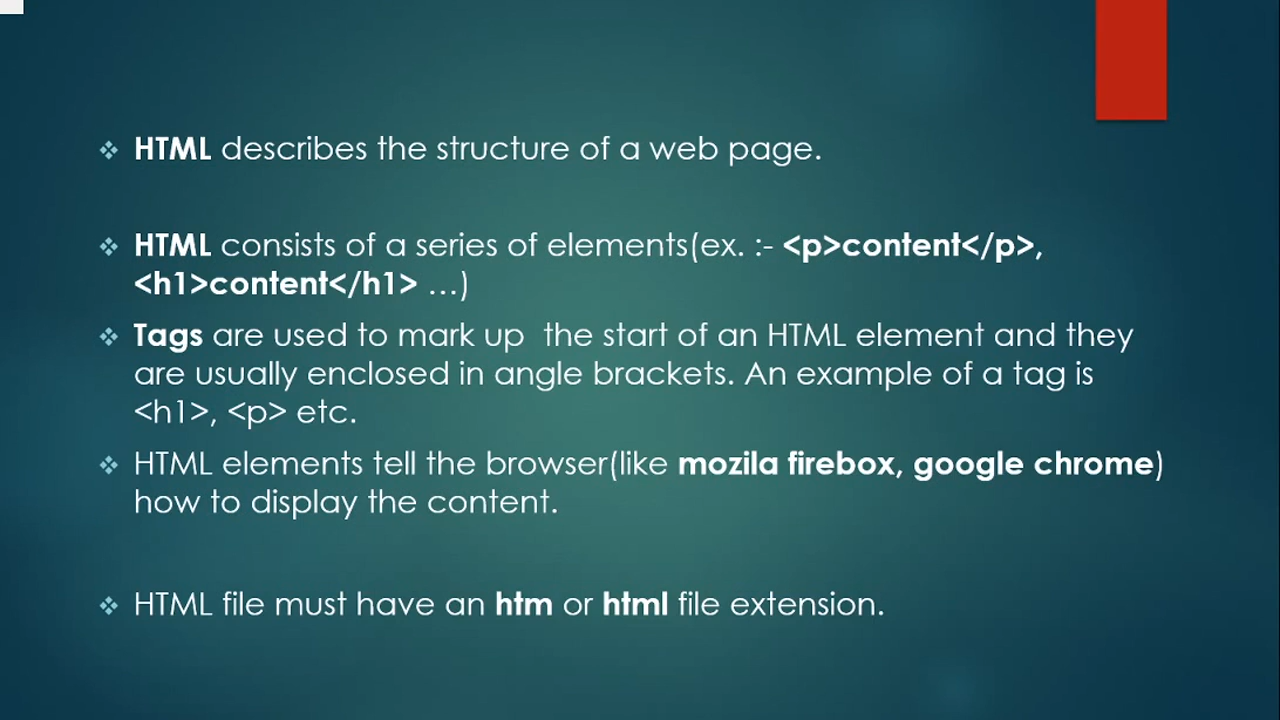 HTML describes the structure of a web page.
HTML consists of a series of elements(ex. :- <p>content</p>,
<h1>content</h1> …)
Tags are used to mark up  the start of an HTML element and they
are usually enclosed in angle brackets. An example of a tag is
<h1>, <p> etc.
HTML elements tell the browser(like mozila firebox, google chrome)
how to display the content.
HTML file must have an htm or html file extension.